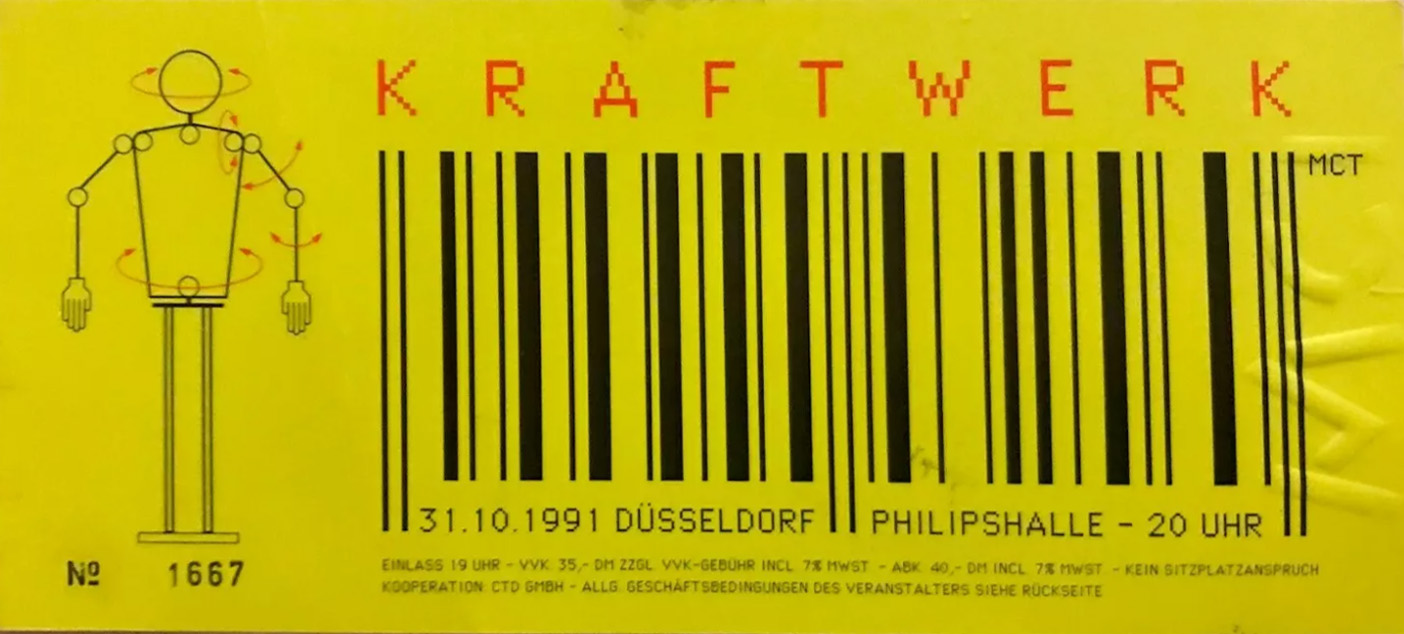 KRAFTWERK
MCT
31.10.1991 DÜSSELDORF PHILIPSHALLE - 20 UHR
EINLASS 19 UHR - VVK 35,- DM ZZGL. VVK-GEBÜHR INCL. 7% MWST. - ABK. 40,- DM INCL. 7% MWST. - KEIN SITZPLATZANSPRUCH
KOOPERATION: CTD GMBH - ALLG. GESCHÄFTSBEDINGUNGEN DES VERANSTALTERS SIEHE RÜCKSEITE
Nº 1667